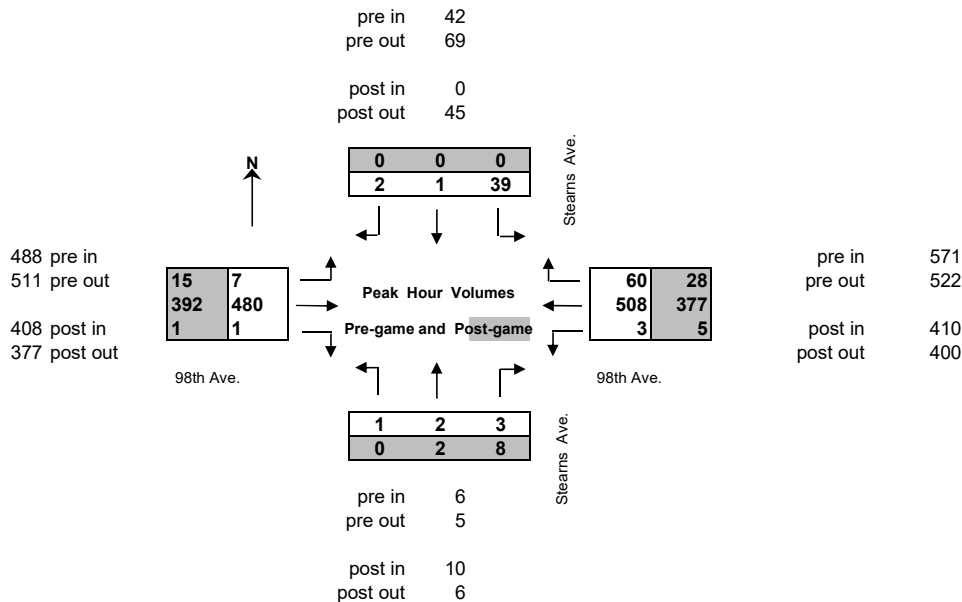 pre in 42
pre out 69
post in 0
post out 45
Stearns Ave.
N
0 0 0
2 1 39
488 pre in
511 pre out
408 post in
377 post out
15 7
392 480
1 1
98th Ave.
Peak Hour Volumes
Pre-game and Post-game
60 28
508 377
3 5
98th Ave.
pre in 571
pre out 522
post in 410
post out 400
1 2 3
0 2 8
Stearns Ave.
pre in 6
pre out 5
post in 10
post out 6